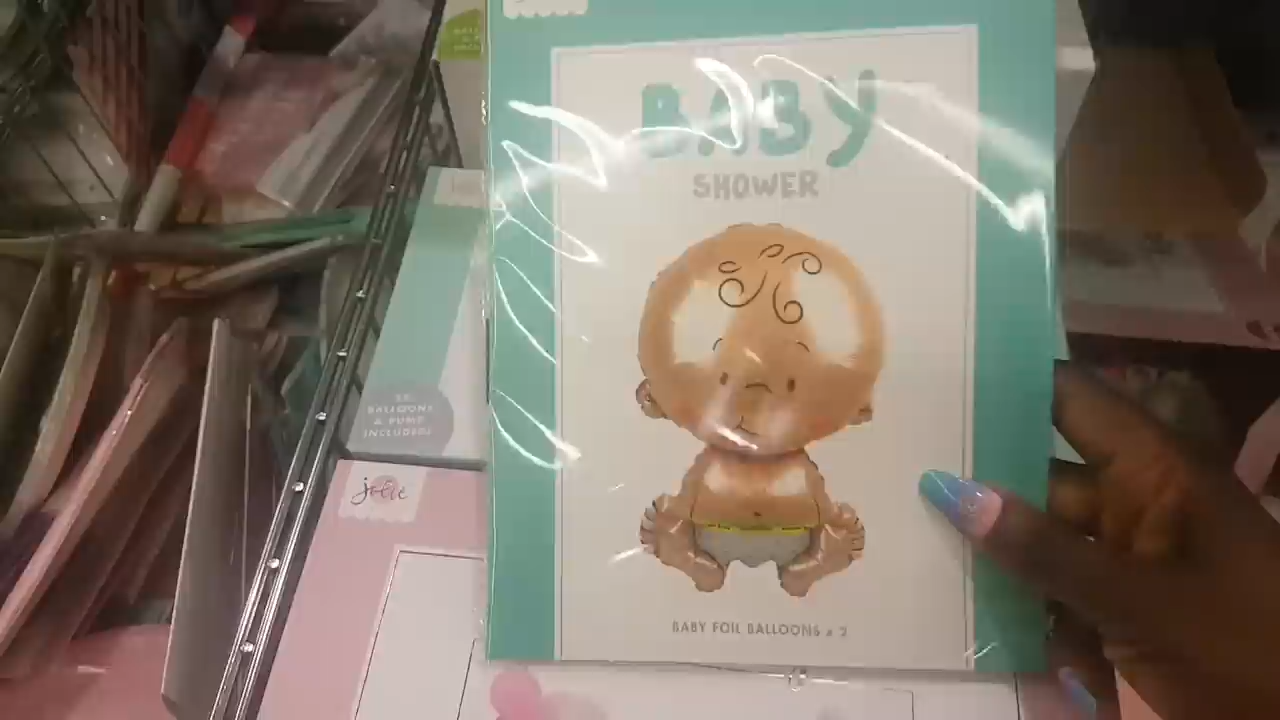 BABY
SHOWER
BABY FOIL BALLOONS x 2
BALLOONS
& PUMP
INCLUDED!
jolie